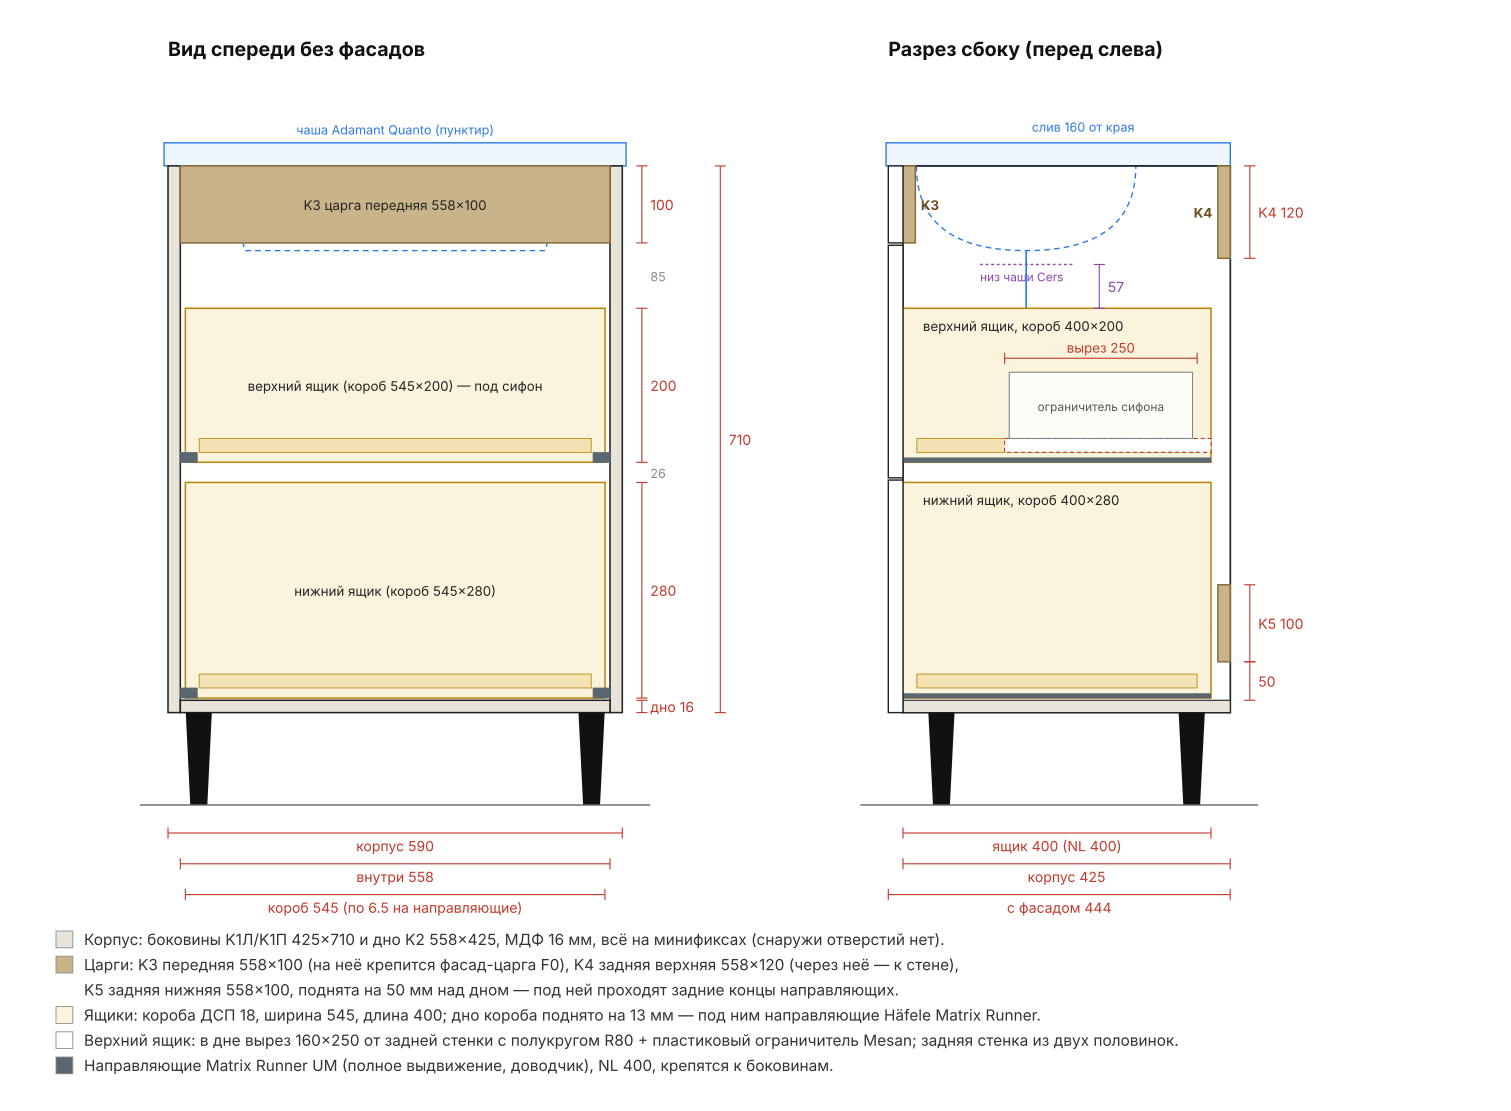 Вид спереди без фасадов
Разрез сбоку (перед слева)
чаша Adamant Quanto (пунктир)
слив 160 от края
К3 царга передняя 558×100
100
К3
К4
К4 120
85
низ чаши Cers
57
верхний ящик, короб 400×200
вырез 250
верхний ящик (короб 545×200) — под сифон
200
ограничитель сифона
710
26
нижний ящик, короб 400×280
нижний ящик (короб 545×280)
280
К5 100
50
дно 16
корпус 590
ящик 400 (NL 400)
внутри 558
корпус 425
короб 545 (по 6.5 на направляющие)
с фасадом 444
Корпус: боковины К1Л/К1П 425×710 и дно К2 558×425, МДФ 16 мм, всё на минификсах (снаружи отверстий нет).
Царги: К3 передняя 558×100 (на неё крепится фасад-царга F0), К4 задняя верхняя 558×120 (через неё — к стене),
К5 задняя нижняя 558×100, поднята на 50 мм над дном — под ней проходят задние концы направляющих.
Ящики: короба ДСП 18, ширина 545, длина 400; дно короба поднято на 13 мм — под ним направляющие Häfele Matrix Runner.
Верхний ящик: в дне вырез 160×250 от задней стенки с полукругом R80 + пластиковый ограничитель Mesan; задняя стенка из двух половинок.
Направляющие Matrix Runner UM (полное выдвижение, доводчик), NL 400, крепятся к боковинам.